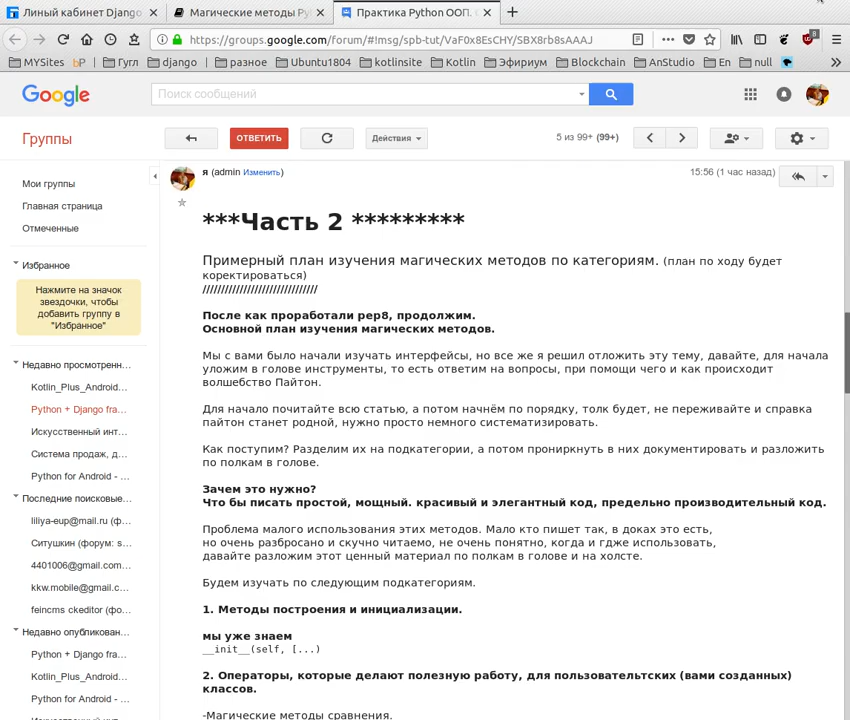 Линый кабинет Django
Магические методы Py
Практика Python ООП.
https://groups.google.com/forum/#!msg/spb-tut/VaF0x8EsCHY/SBX8rb8sAAAJ
8
MYSites
bP
Гугл
django
разное
Ubuntu1804
kotlinsite
Kotlin
Эфириум
Blockchain
AnStudio
En
null
Google
Поиск сообщений
Группы
ОТВЕТИТЬ
Действия
5 из 99+ (99+)
Мои группы
Главная страница
Отмеченные
Избранное
Нажмите на значок
звездочки, чтобы
добавить группу в
"Избранное"
Недавно просмотренн...
Kotlin_Plus_Android...
Python + Django fra...
Искусственный инт...
Система продаж, д...
Python for Android - ...
Последние поисковые...
liliya-eup@mail.ru (ф...
Ситушкин (форум: s...
4401006@gmail.com...
kkw.mobile@gmail.c...
feincms ckeditor (фо...
Недавно опубликован...
Python + Django fra...
Kotlin_Plus_Android...
Python for Android - ...
я (admin Изменить)
15:56 (1 час назад)
***Часть 2 *********
Примерный план изучения магических методов по категориям. (план по ходу будет
коректироваться)
///////////////////////////////
После как проработали pep8, продолжим.
Основной план изучения магических методов.
Мы с вами было начали изучать интерфейсы, но все же я решил отложить эту тему, давайте, для начала
уложим в голове инструменты, то есть ответим на вопросы, при помощи чего и как происходит
волшебство Пайтон.
Для начало почитайте всю статью, а потом начнём по порядку, толк будет, не переживайте и справка
пайтон станет родной, нужно просто немного систематизировать.
Как поступим? Разделим их на подкатегории, а потом прониркнуть в них документировать и разложить
по полкам в голове.
Зачем это нужно?
Что бы писать простой, мощный. красивый и элегантный код, предельно производительный код.
Проблема малого использования этих методов. Мало кто пишет так, в доках это есть,
но очень разбросано и скучно читаемо, не очень понятно, когда и гдже использовать,
давайте разложим этот ценный материал по полкам в голове и на холсте.
Будем изучать по следующим подкатегориям.
1. Методы построения и инициализации.
мы уже знаем
__init__(self, [...)
2. Операторы, которые делают полезную работу, для пользовательтских (вами созданных)
классов.
-Магические методы сравнения.